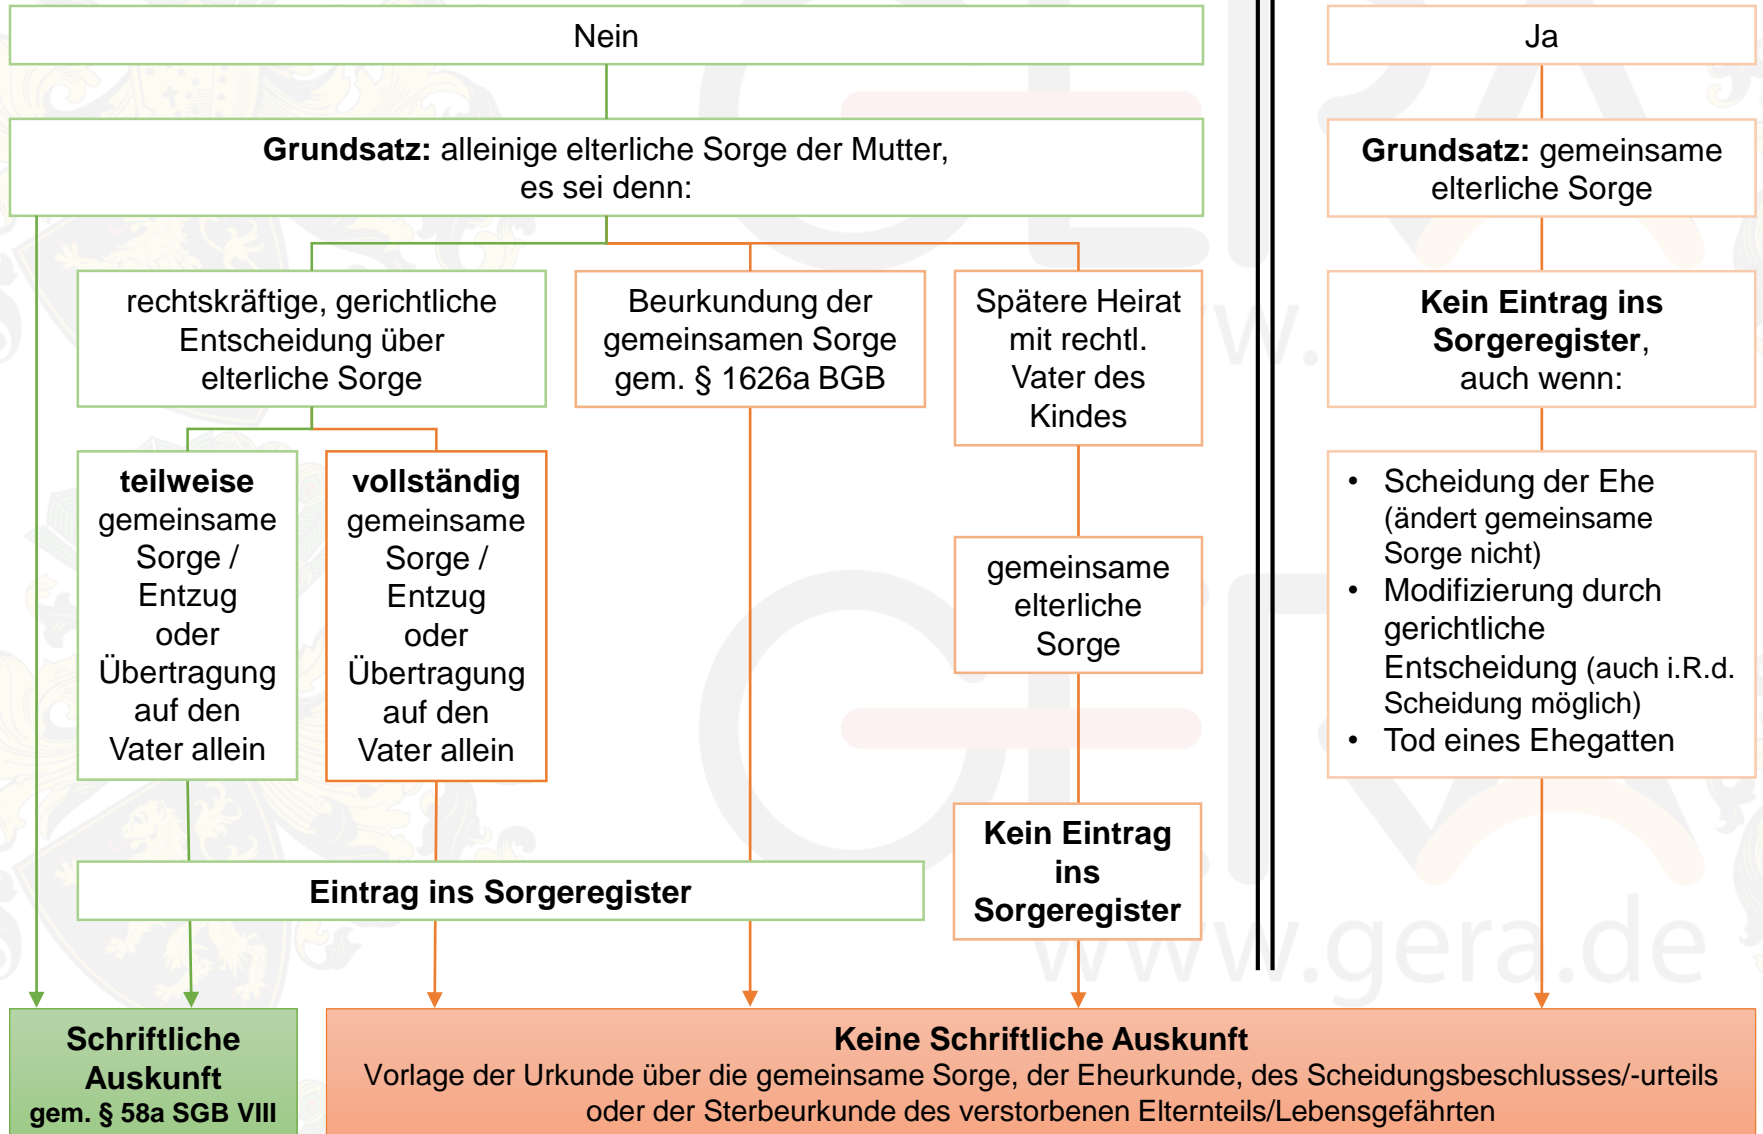 Nein
Grundsatz: alleinige elterliche Sorge der Mutter,
es sei denn:
rechtskräftige, gerichtliche
Entscheidung über
elterliche Sorge
Beurkundung der
gemeinsamen Sorge
gem. § 1626a BGB
Spätere Heirat
mit rechtl.
Vater des
Kindes
teilweise
gemeinsame
Sorge /
Entzug
oder
Übertragung
auf den
Vater allein
vollständig
gemeinsame
Sorge /
Entzug
oder
Übertragung
auf den
Vater allein
gemeinsame
elterliche
Sorge
Kein Eintrag
ins
Sorgeregister
Eintrag ins Sorgeregister
Ja
Grundsatz: gemeinsame
elterliche Sorge
Kein Eintrag ins
Sorgeregister,
auch wenn:
• Scheidung der Ehe
(ändert gemeinsame
Sorge nicht)
• Modifizierung durch
gerichtliche
Entscheidung (auch i.R.d.
Scheidung möglich)
• Tod eines Ehegatten
www.gera.de
Schriftliche
Auskunft
gem. § 58a SGB VIII
Keine Schriftliche Auskunft
Vorlage der Urkunde über die gemeinsame Sorge, der Eheurkunde, des Scheidungsbeschlusses/-urteils
oder der Sterbeurkunde des verstorbenen Elternteils/Lebensgefährten